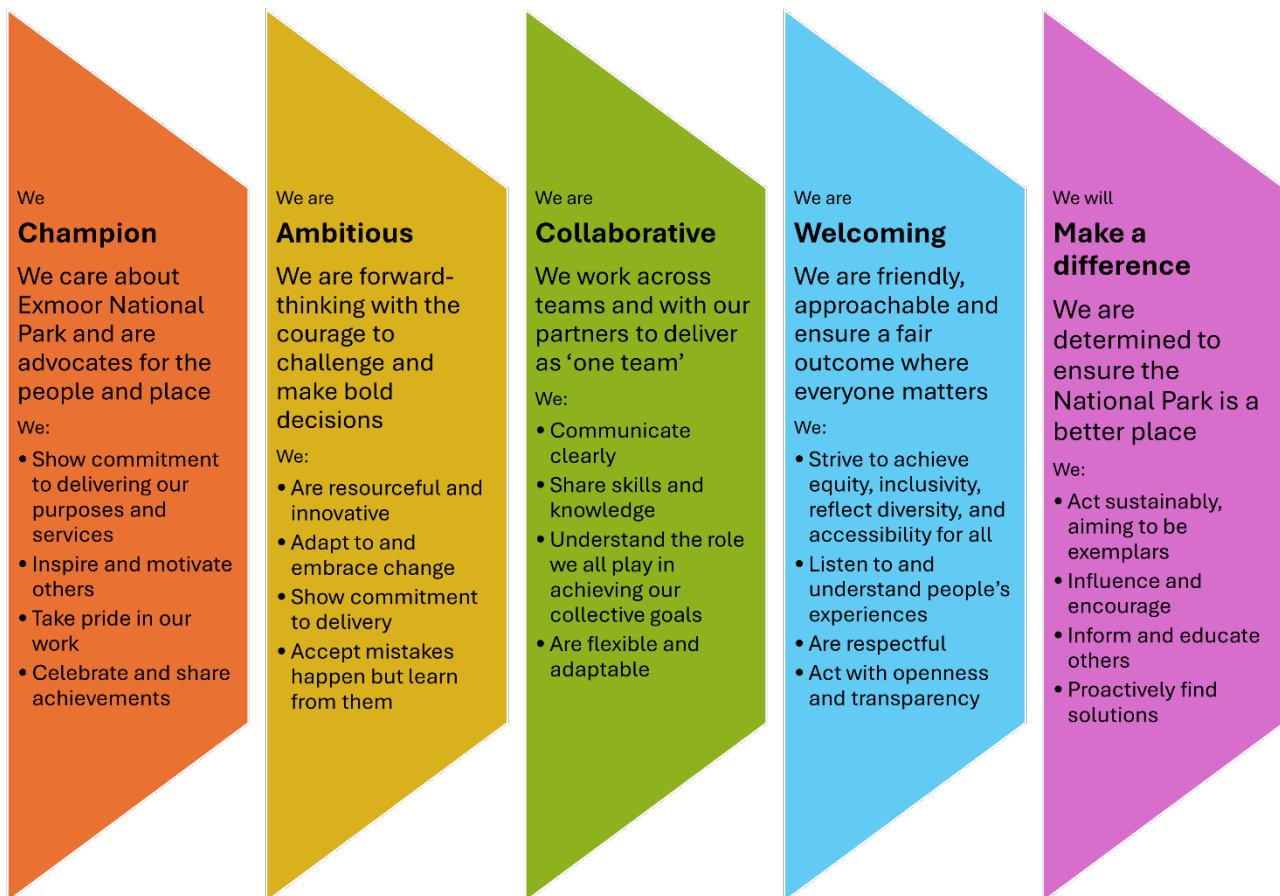 We
Champion
We care about
Exmoor National
Park and are
advocates for the
people and place
We:
• Show commitment
to delivering our
purposes and
services
• Inspire and motivate
others
• Take pride in our
work
• Celebrate and share
achievements
We are
Ambitious
We are forward-
thinking with the
courage to
challenge and
make bold
decisions
We:
• Are resourceful and
innovative
• Adapt to and
embrace change
• Show commitment
to delivery
• Accept mistakes
happen but learn
from them
We are
Collaborative
We work across
teams and with our
partners to deliver
as ‘one team’
We:
• Communicate
clearly
• Share skills and
knowledge
• Understand the role
we all play in
achieving our
collective goals
• Are flexible and
adaptable
We are
Welcoming
We are friendly,
approachable and
ensure a fair
outcome where
everyone matters
We:
• Strive to achieve
equity, inclusivity,
reflect diversity, and
accessibility for all
• Listen to and
understand people’s
experiences
• Are respectful
• Act with openness
and transparency
We will
Make a
difference
We are
determined to
ensure the
National Park is a
better place
We:
• Act sustainably,
aiming to be
exemplars
• Influence and
encourage
• Inform and educate
others
• Proactively find
solutions